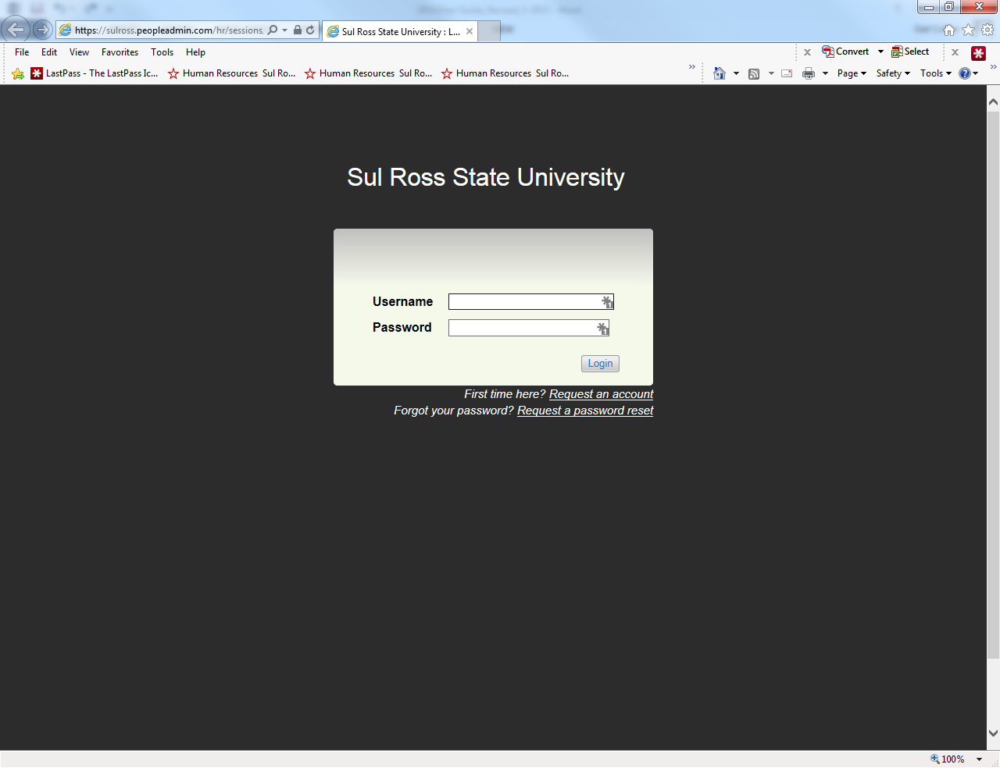 https://sulross.peopleadmin.com/hr/sessions,
Sul Ross State University : L...
File Edit View Favorites Tools Help
x Convert Select x
LastPass - The LastPass Ic... Human Resources Sul Ro... Human Resources Sul Ro... Human Resources Sul Ro...
Page Safety Tools
Sul Ross State University
Username
Password
Login
First time here? Request an account
Forgot your password? Request a password reset
100%